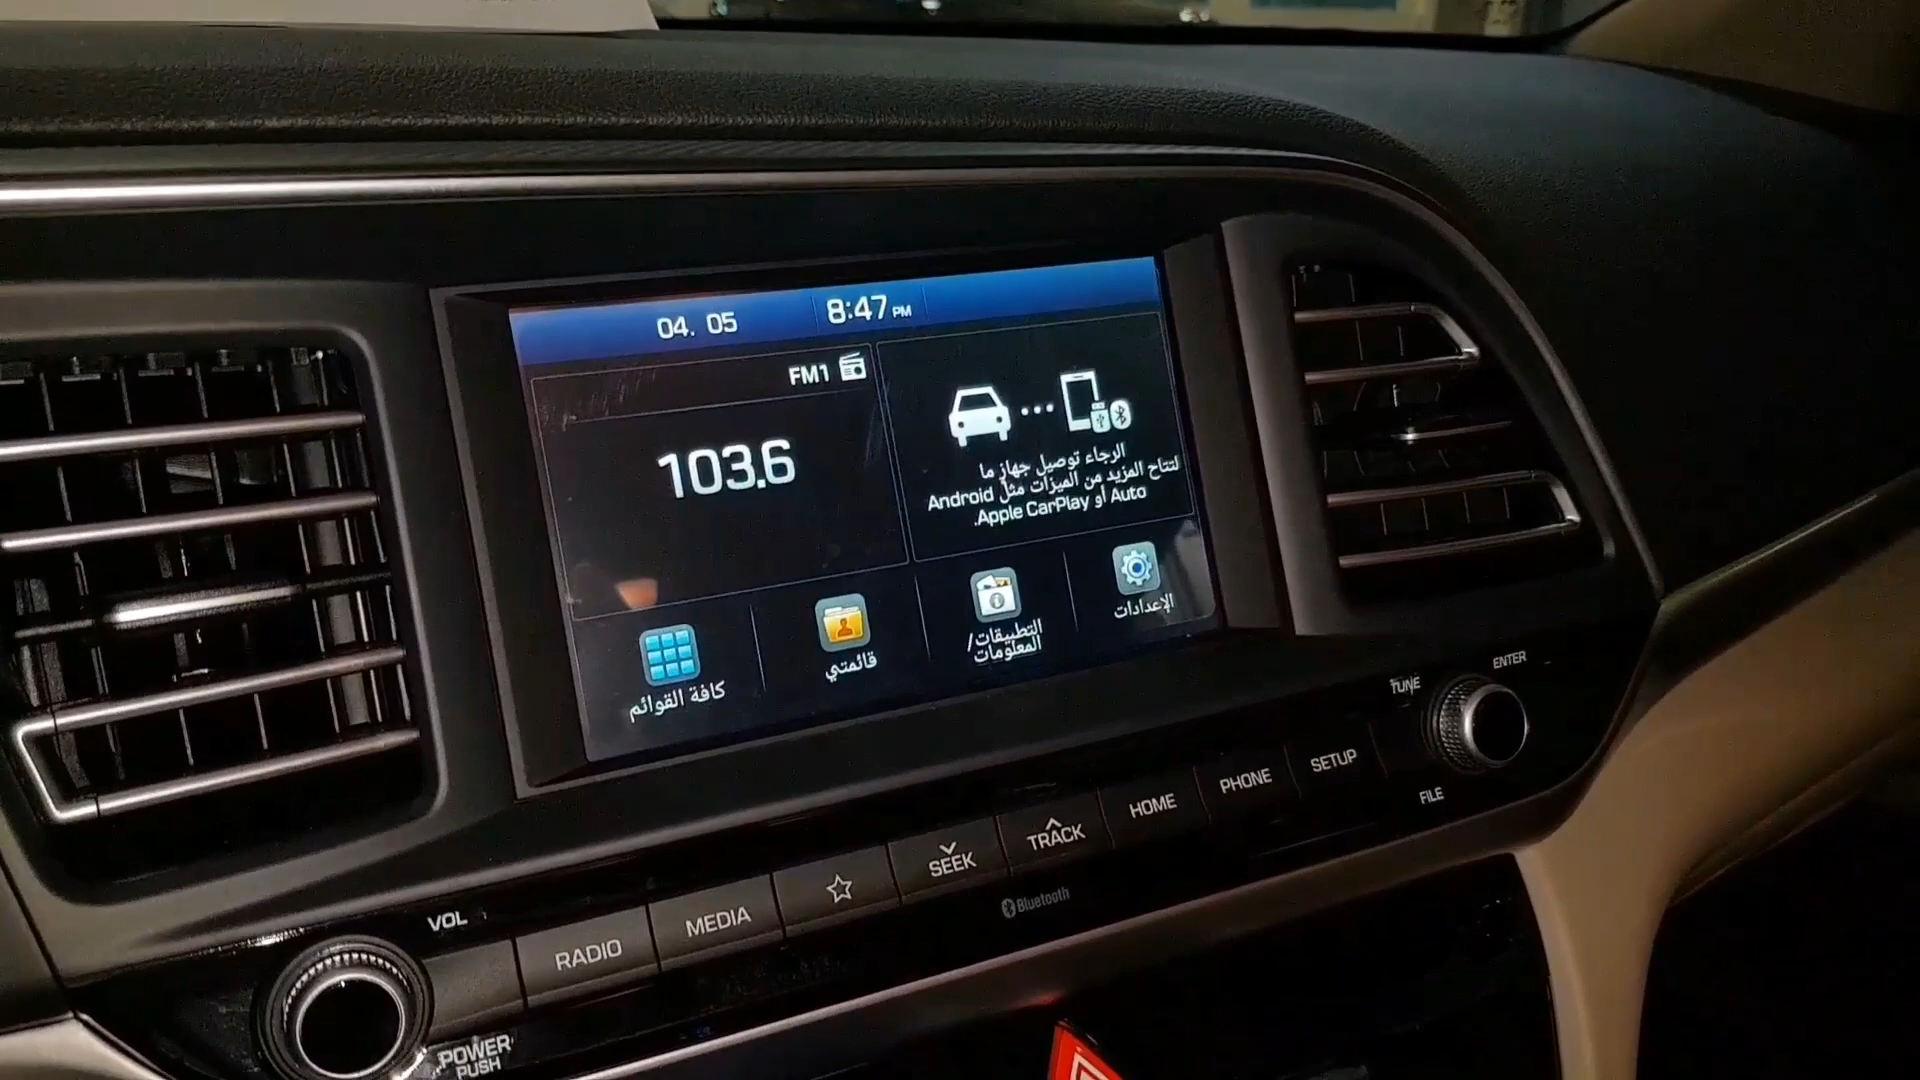 04. 05
8:47 PM
FM1
103.6
الرجاء توصيل جهاز ما
لتتاح المزيد من الميزات مثل Android
Auto أو Apple CarPlay.
كافة القوائم
قائمتي
التطبيقات/
المعلومات
الإعدادات
VOL
POWER
PUSH
RADIO
MEDIA
SEEK
TRACK
HOME
PHONE
SETUP
TUNE
ENTER
FILE
Bluetooth